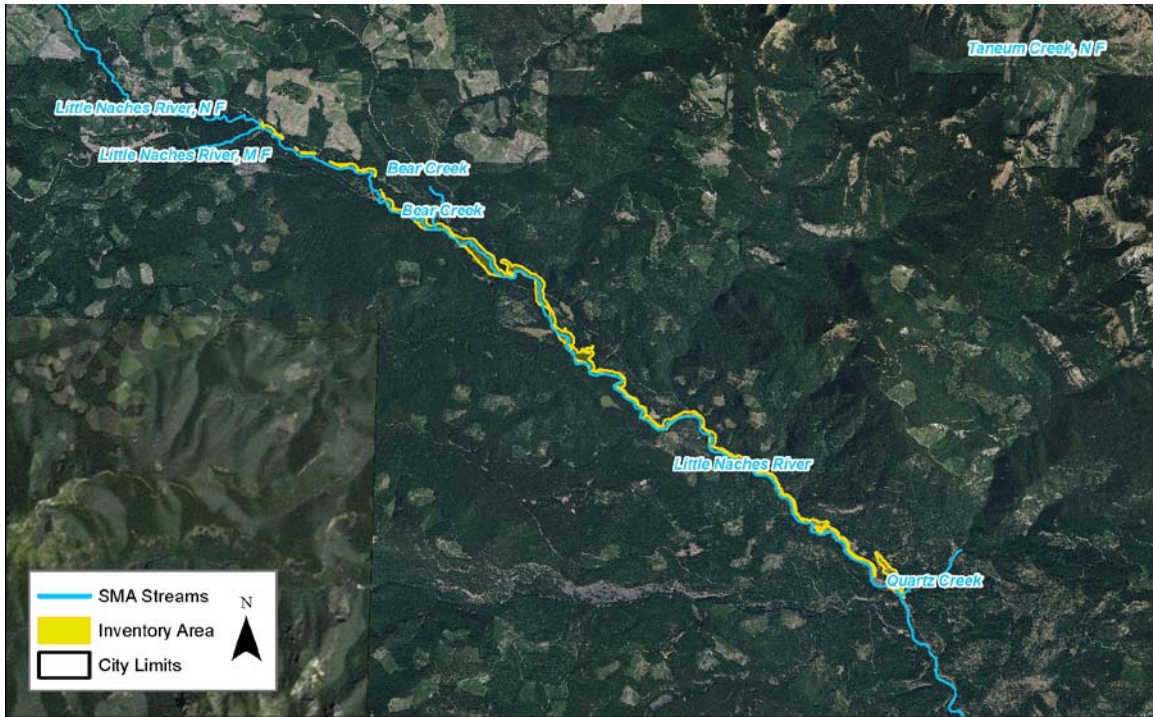 Taneum Creek, N F
Little Naches River, N F
Little Naches River, M F
Bear Creek
Bear Creek
Little Naches River
Quartz Creek
SMA Streams
Inventory Area
City Limits
N